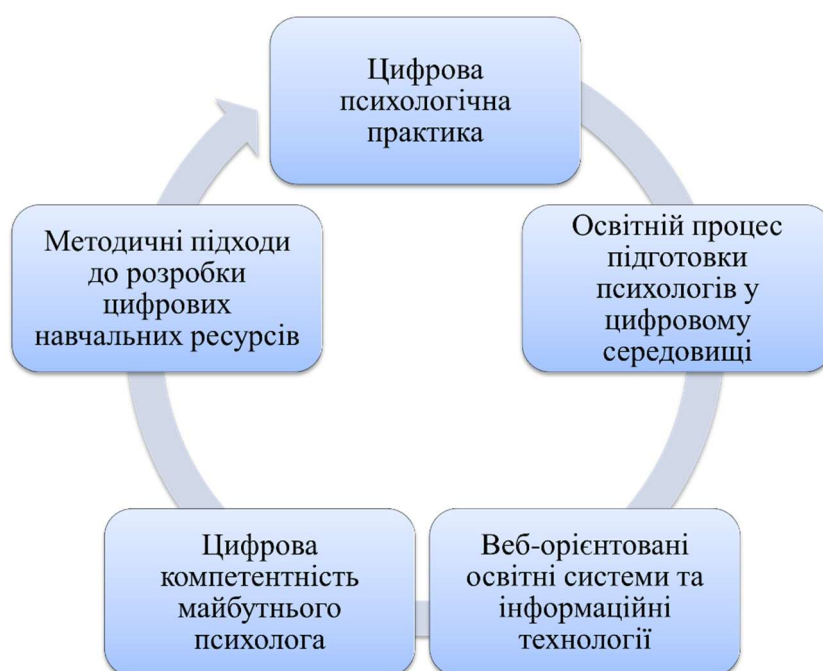 Цифрова
психологічна
практика
Освітній процес
підготовки
психологів у
цифровому
середовищі
Веб-орієнтовані
освітні системи та
інформаційні
технології
Цифрова
компетентність
майбутнього
психолога
Методичні підходи
до розробки
цифрових
навчальних ресурсів